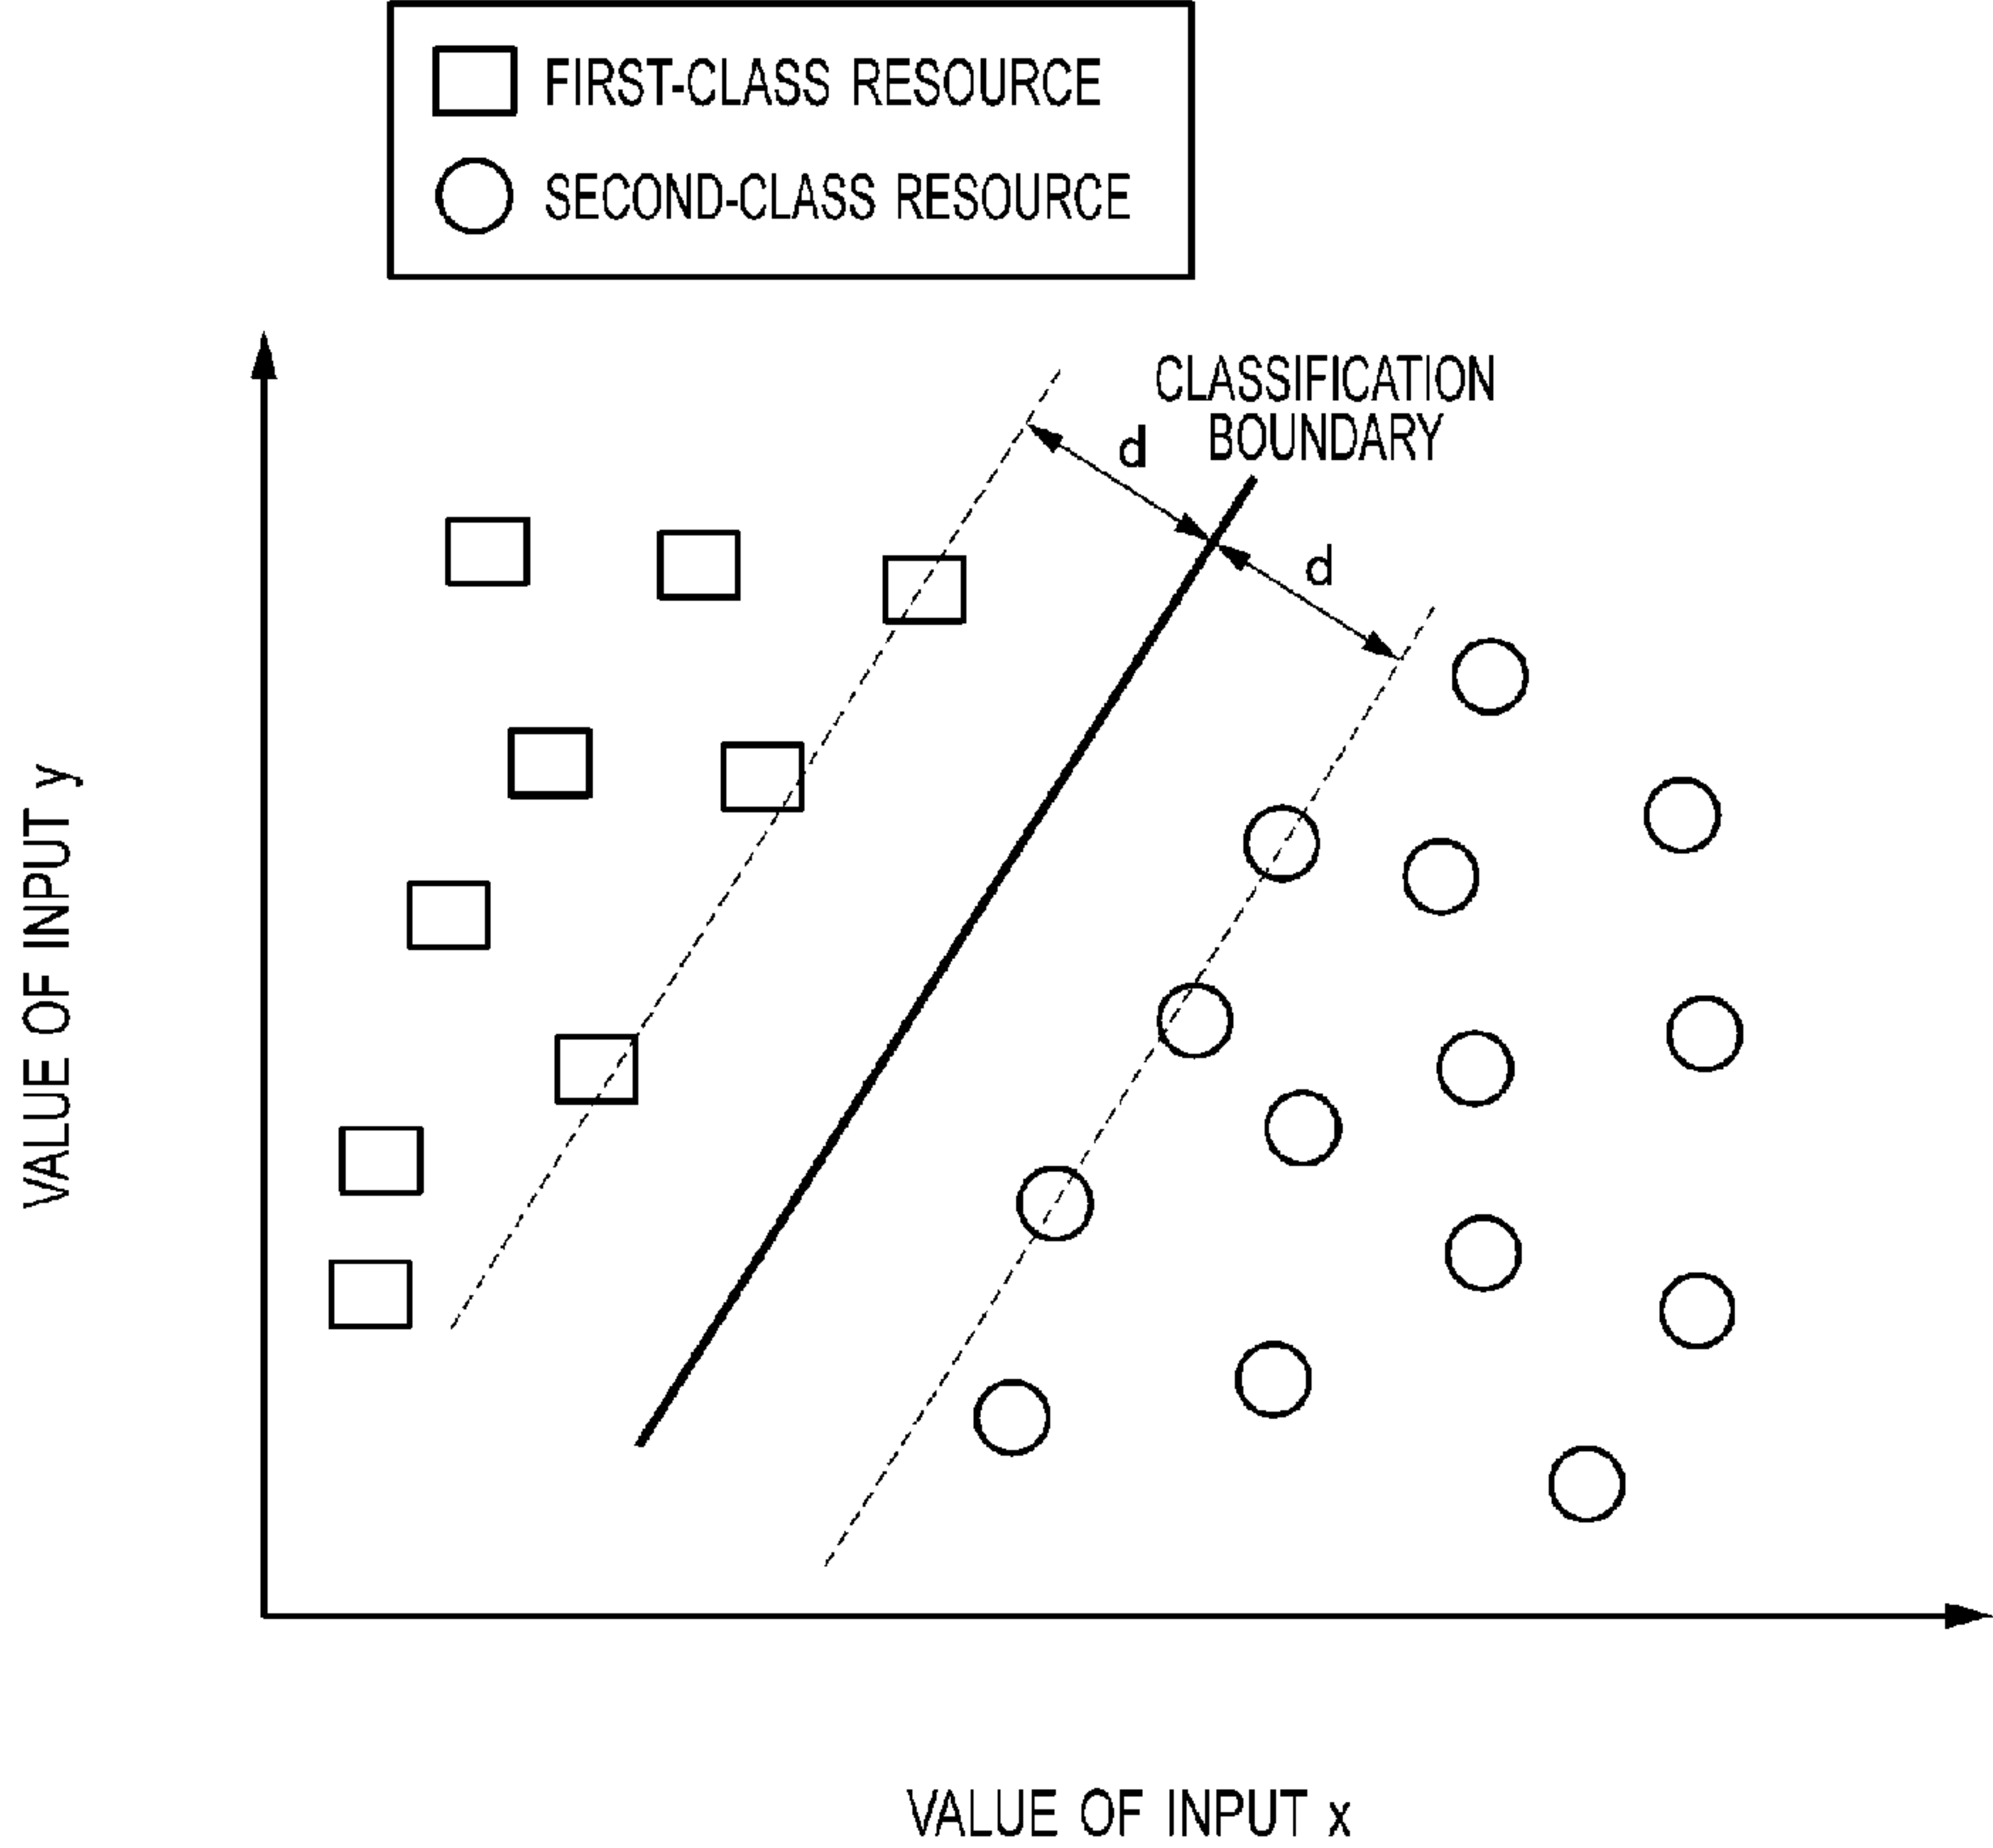 FIRST-CLASS RESOURCE
SECOND-CLASS RESOURCE
CLASSIFICATION
BOUNDARY
d
d
VALUE OF INPUT y
VALUE OF INPUT x